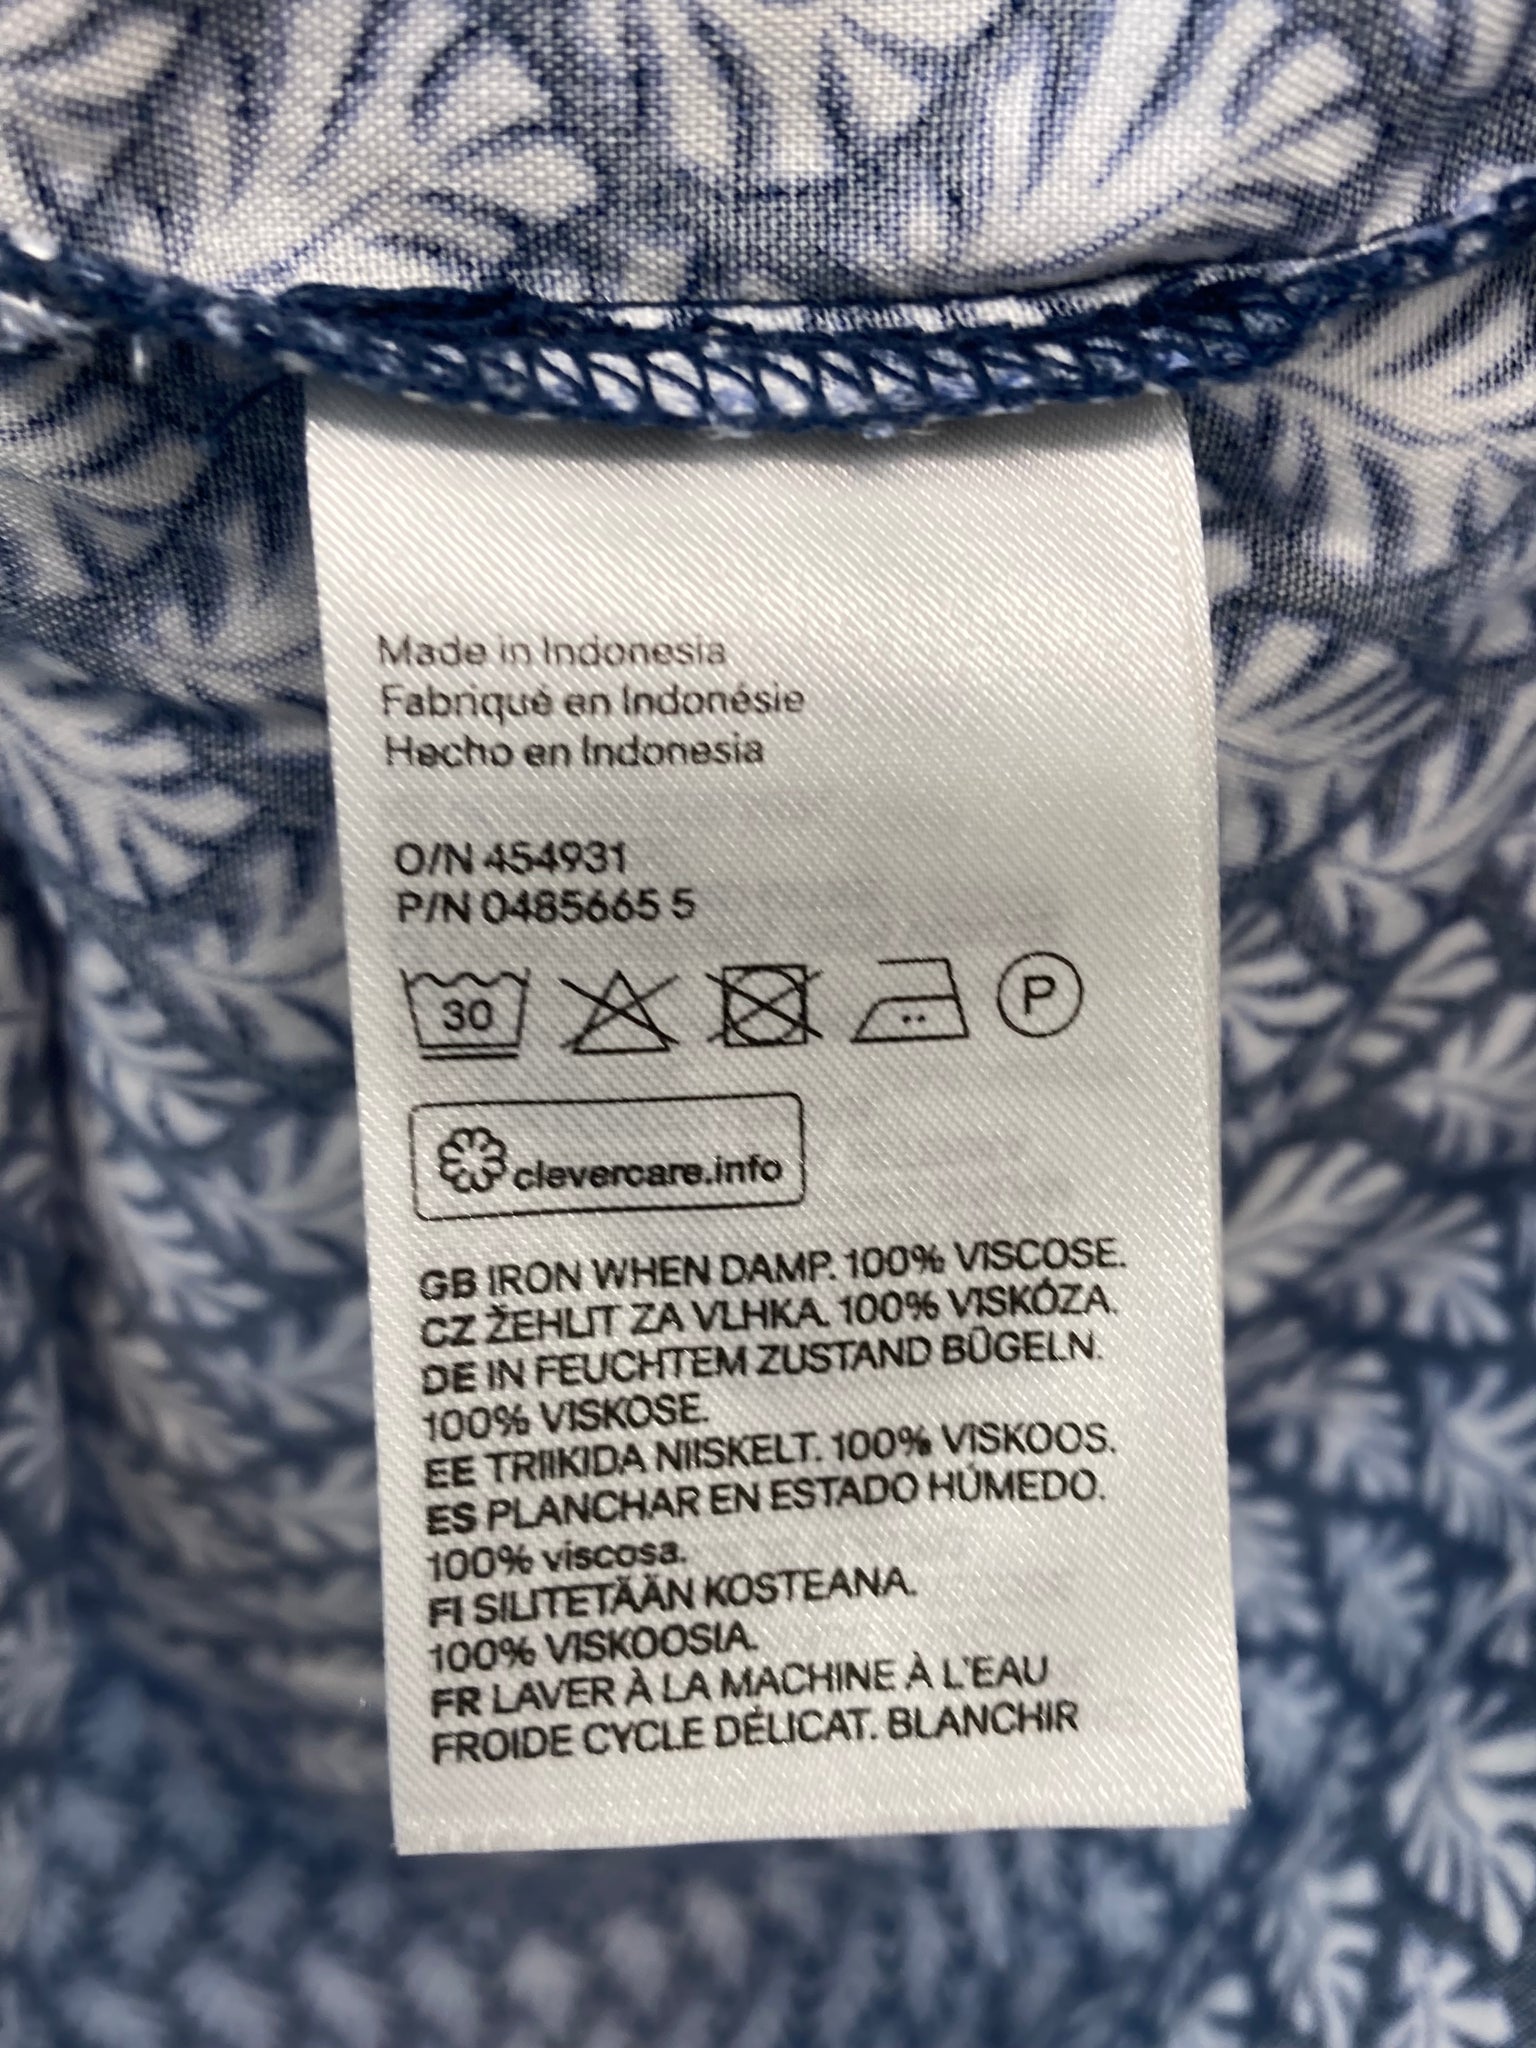 Made in Indonesia
Fabriqué en Indonésie
Hecho en Indonesia
O/N 454931
P/N 0485665 5
30
P
clevercare.info
GB IRON WHEN DAMP. 100% VISCOSE.
CZ ŽEHLIT ZA VLHKA. 100% VISKÓZA.
DE IN FEUCHTEM ZUSTAND BÜGELN.
100% VISKOSE.
EE TRIIKIDA NIISKELT. 100% VISKOOS.
ES PLANCHAR EN ESTADO HÚMEDO.
100% viscosa.
FI SILITETÄÄN KOSTEANA.
100% VISKOOSIA.
FR LAVER À LA MACHINE À L'EAU
FROIDE CYCLE DÉLICAT. BLANCHIR